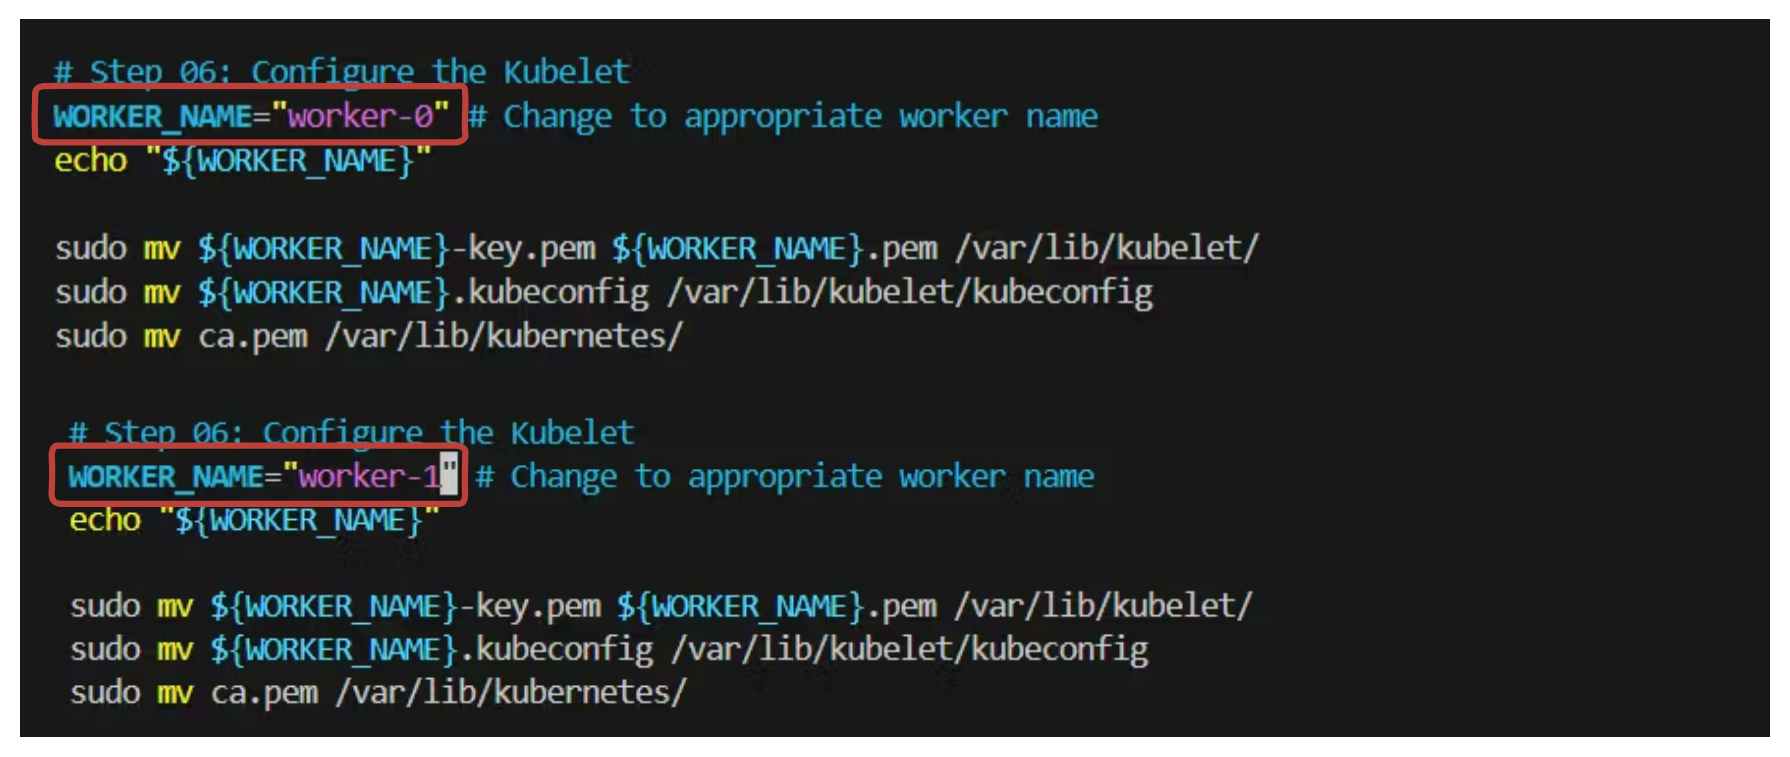 # Step 06: Configure the Kubelet
WORKER_NAME="worker-0" # Change to appropriate worker name
echo "${WORKER_NAME}"
sudo mv ${WORKER_NAME}-key.pem ${WORKER_NAME}.pem /var/lib/kubelet/
sudo mv ${WORKER_NAME}.kubeconfig /var/lib/kubelet/kubeconfig
sudo mv ca.pem /var/lib/kubernetes/
# Step 06: Configure the Kubelet
WORKER_NAME="worker-1" # Change to appropriate worker name
echo "${WORKER_NAME}"
sudo mv ${WORKER_NAME}-key.pem ${WORKER_NAME}.pem /var/lib/kubelet/
sudo mv ${WORKER_NAME}.kubeconfig /var/lib/kubelet/kubeconfig
sudo mv ca.pem /var/lib/kubernetes/